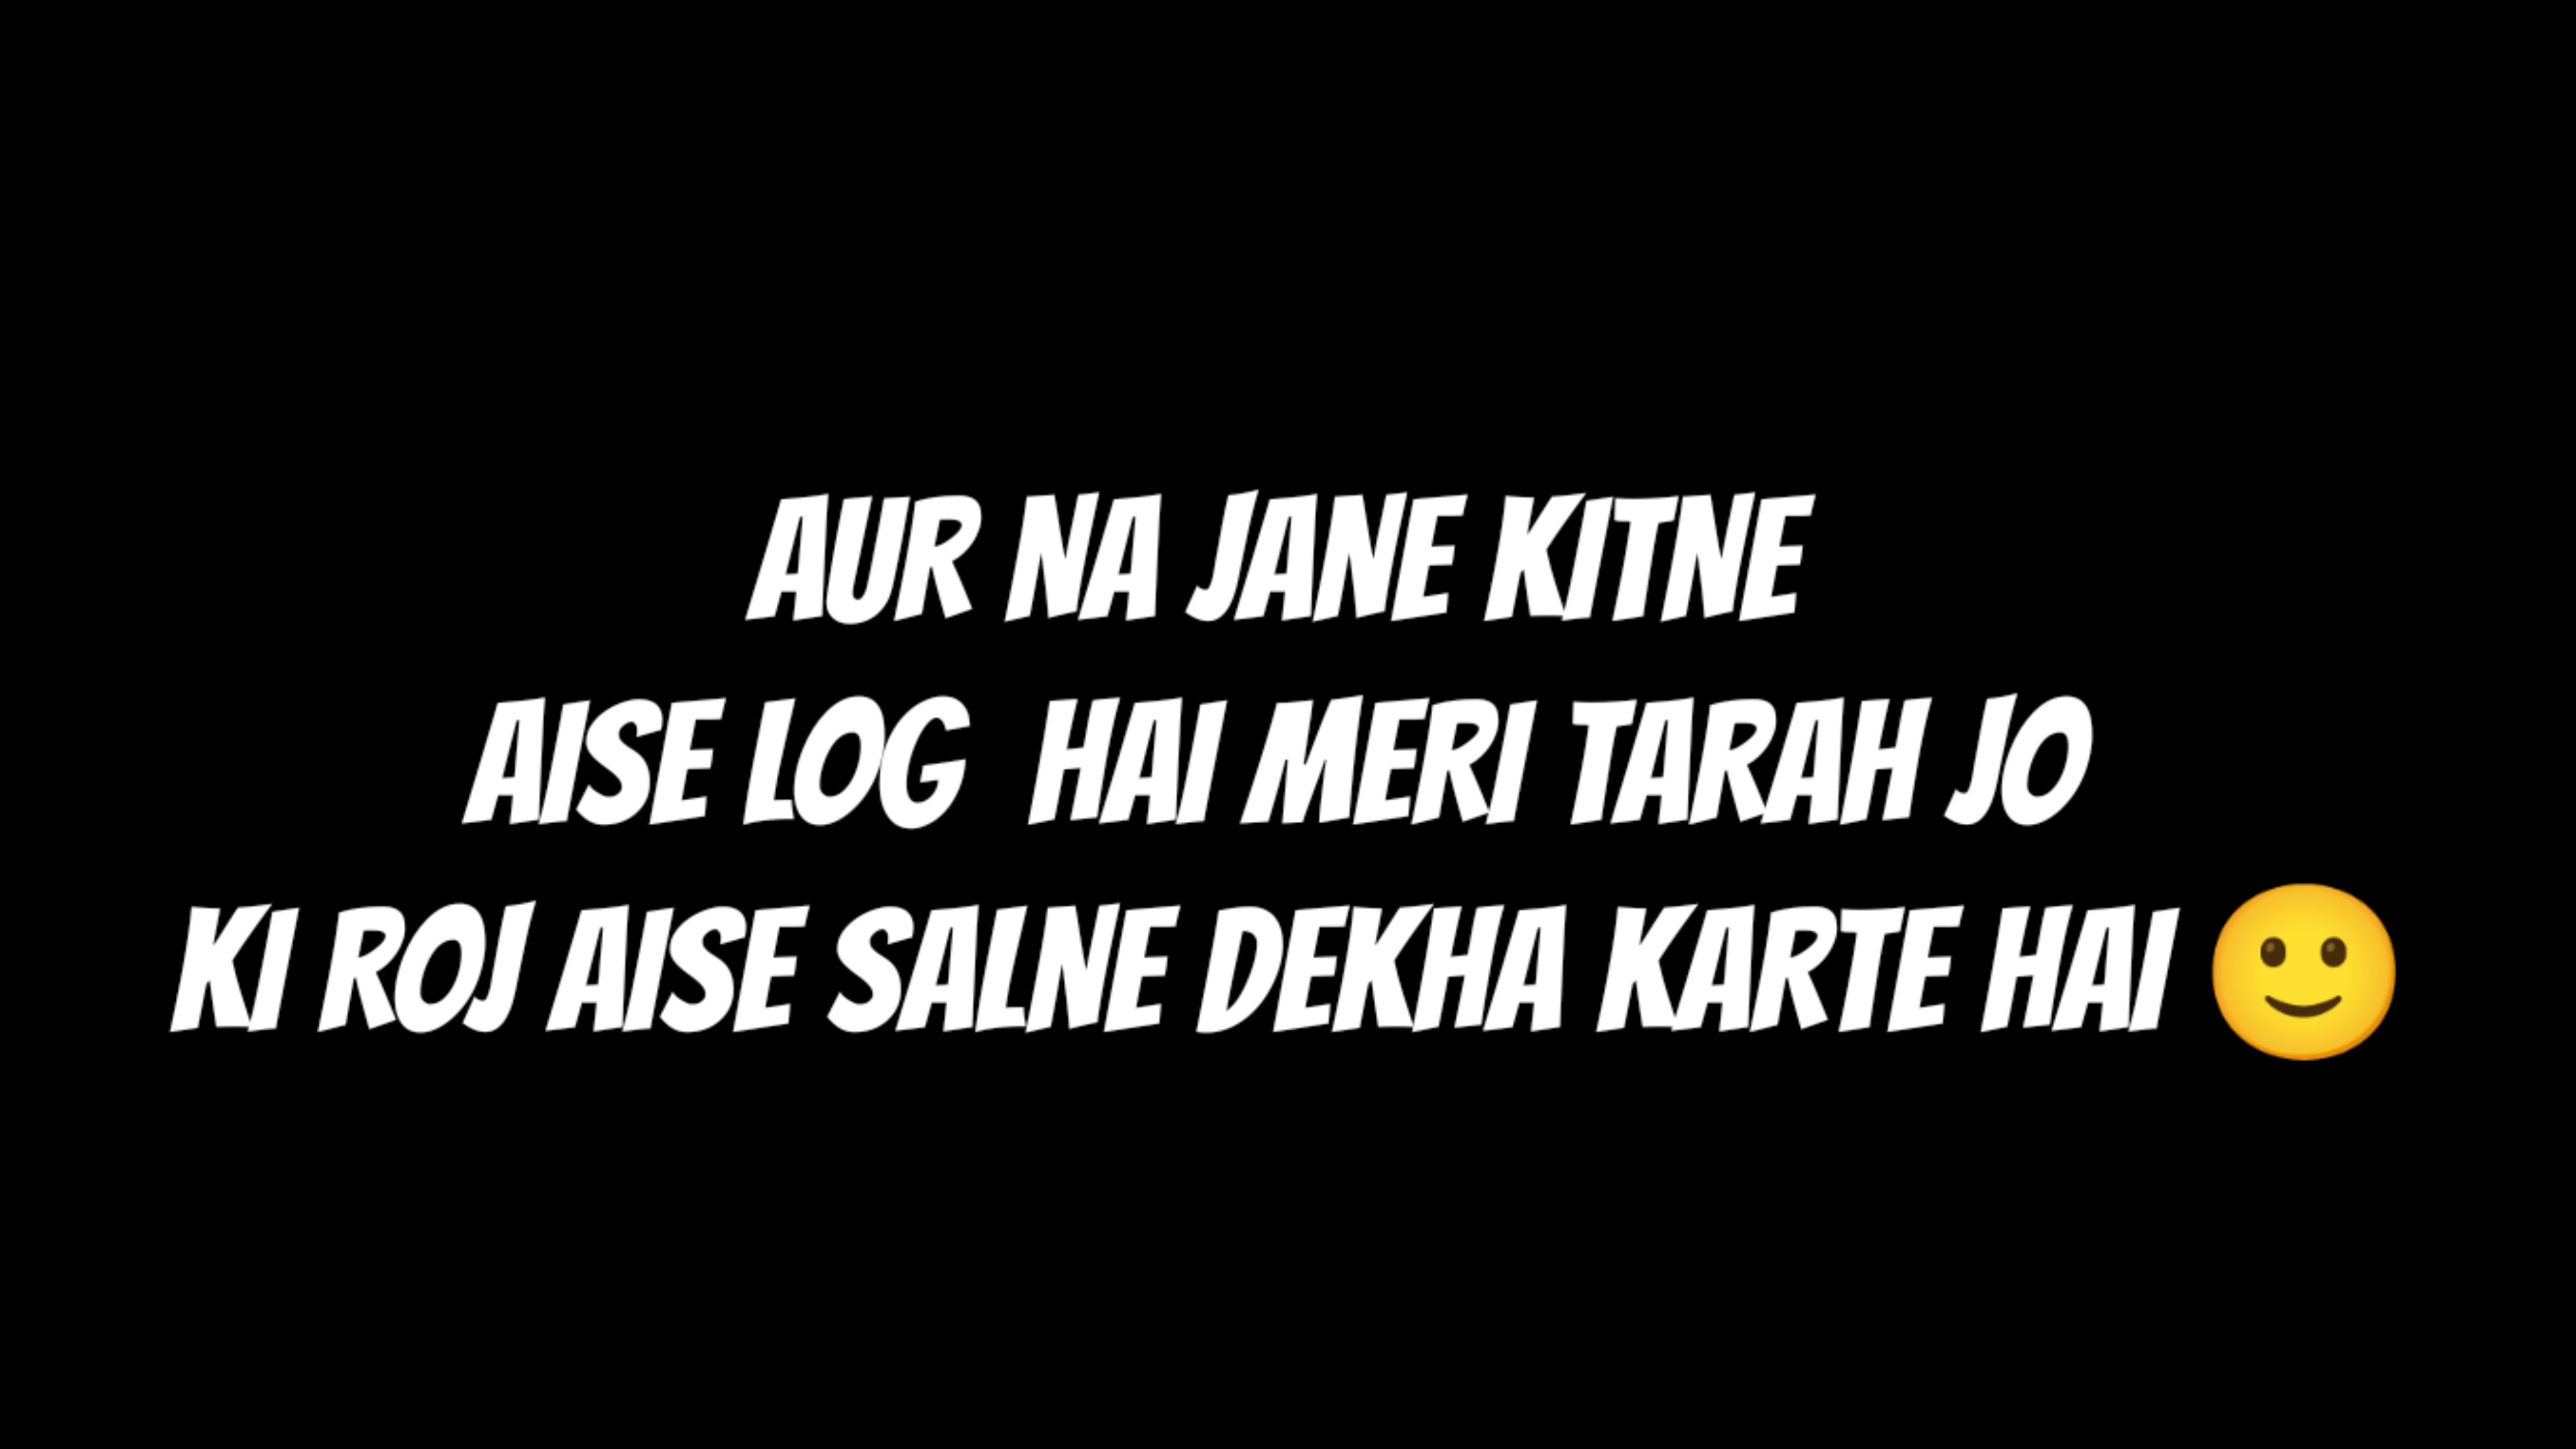 AUR NA JANE KITNE
AISE LOG  HAI MERI TARAH JO
KI ROJ AISE SALNE DEKHA KARTE HAI 🙂